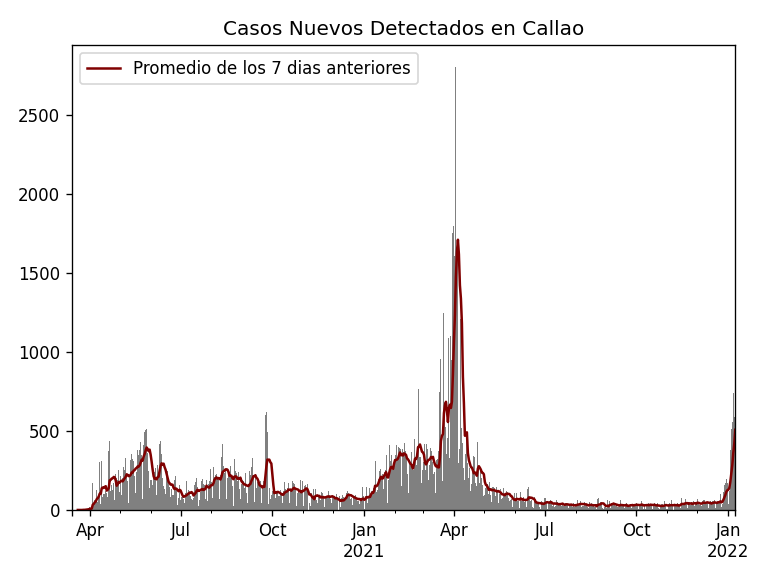 Casos Nuevos Detectados en Callao
Promedio de los 7 dias anteriores
2500
2000
1500
1000
500
0
Apr Jul Oct Jan Apr Jul Oct Jan
2021 2022